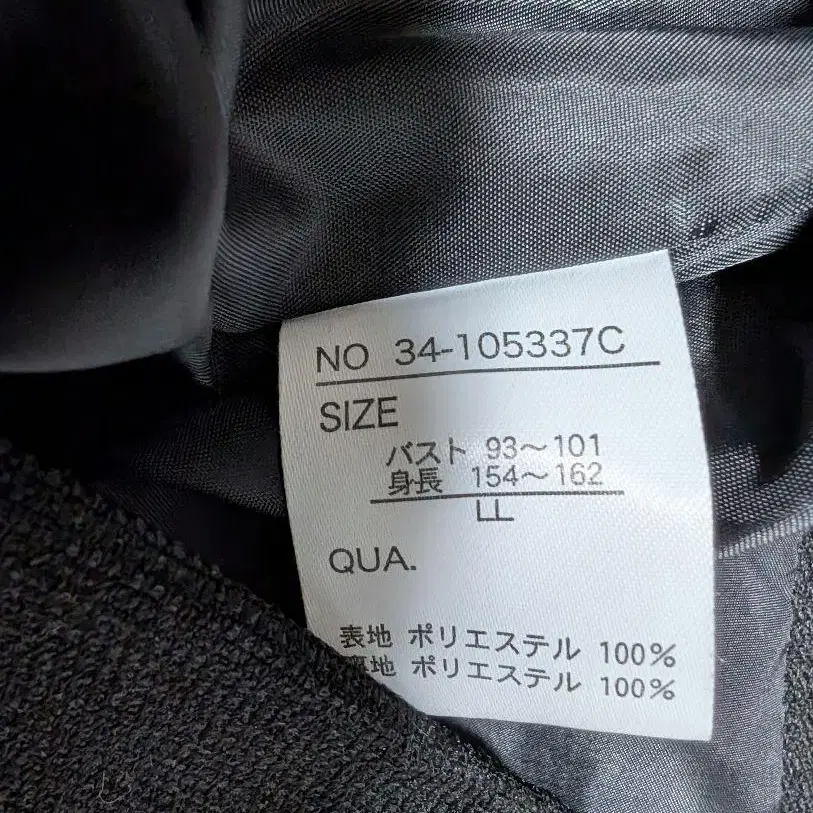 NO 34-105337C
SIZE
バスト 93〜101
身長 154〜162
LL
QUA.
表地 ポリエステル 100%
裏地 ポリエステル 100%